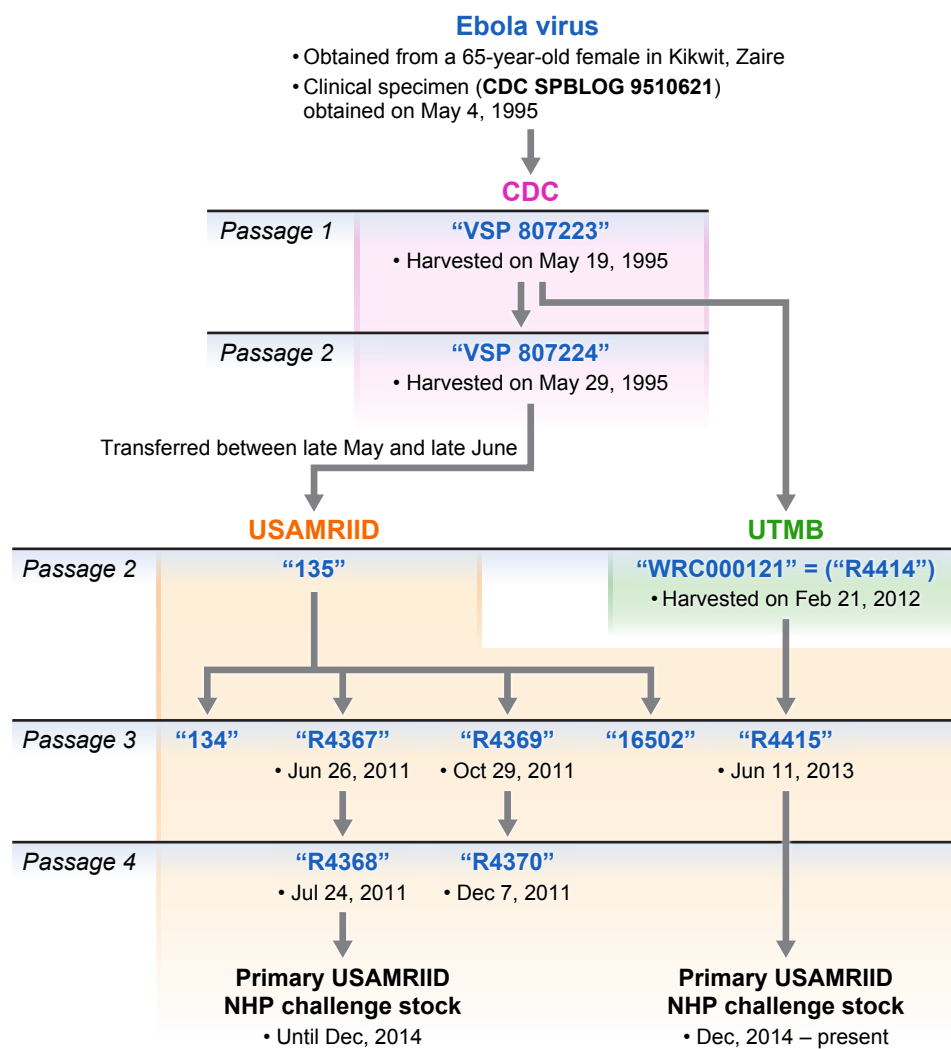 Ebola virus
• Obtained from a 65-year-old female in Kikwit, Zaire
• Clinical specimen (CDC SPBLOG 9510621)
obtained on May 4, 1995
CDC
Passage 1 “VSP 807223”
• Harvested on May 19, 1995
Passage 2 “VSP 807224”
• Harvested on May 29, 1995
Transferred between late May and late June
USAMRIID UTMB
Passage 2 “135” “WRC000121” = (“R4414”)
• Harvested on Feb 21, 2012
Passage 3 “134” “R4367” “R4369” “16502” “R4415”
• Jun 26, 2011 • Oct 29, 2011 • Jun 11, 2013
Passage 4 “R4368” “R4370”
• Jul 24, 2011 • Dec 7, 2011
Primary USAMRIID Primary USAMRIID
NHP challenge stock NHP challenge stock
• Until Dec, 2014 • Dec, 2014 – present